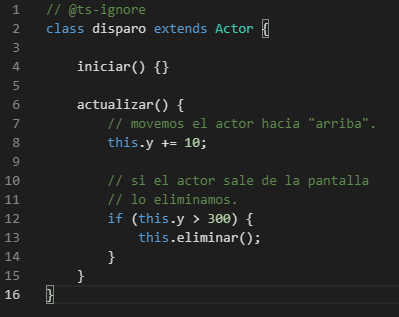 1 // @ts-ignore
2 class disparo extends Actor {
3
4     iniciar() {}
5
6     actualizar() {
7         // movemos el actor hacia "arriba".
8         this.y += 10;
9
10         // si el actor sale de la pantalla
11         // lo eliminamos.
12         if (this.y > 300) {
13             this.eliminar();
14         }
15     }
16 }